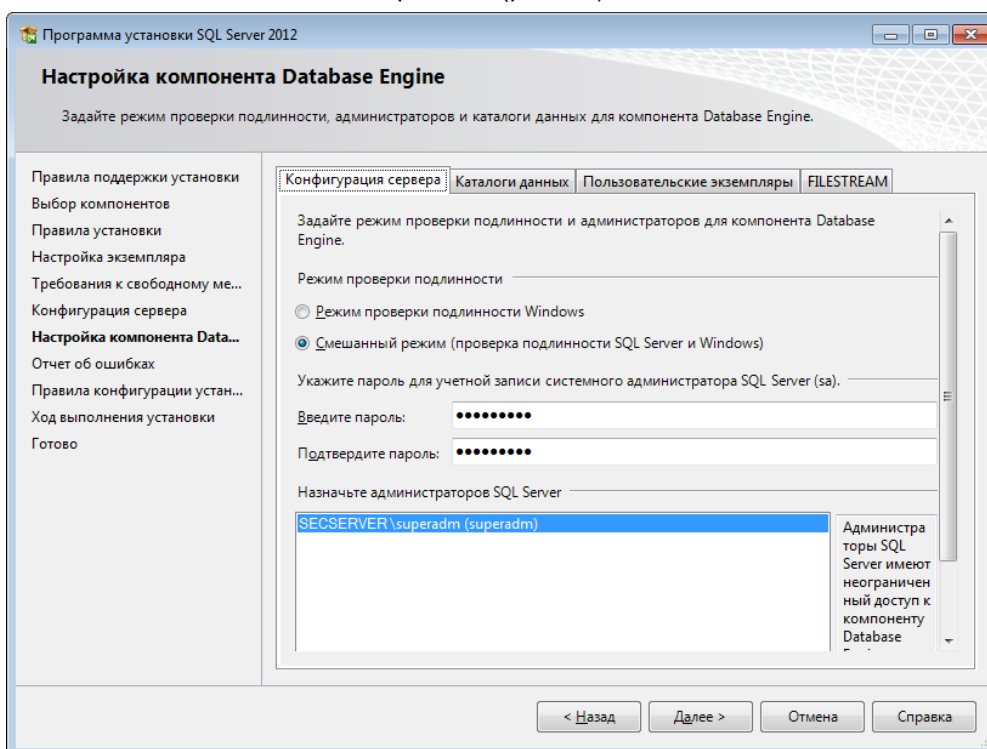 Программа установки SQL Server 2012
Настройка компонента Database Engine
Задайте режим проверки подлинности, администраторов и каталоги данных для компонента Database Engine.
Правила поддержки установки
Выбор компонентов
Правила установки
Настройка экземпляра
Требования к свободному ме...
Конфигурация сервера
Настройка компонента Data...
Отчет об ошибках
Правила конфигурации устан...
Ход выполнения установки
Готово
Конфигурация сервера Каталоги данных Пользовательские экземпляры FILESTREAM
Задайте режим проверки подлинности и администраторов для компонента Database
Engine.
Режим проверки подлинности
Режим проверки подлинности Windows
Смешанный режим (проверка подлинности SQL Server и Windows)
Укажите пароль для учетной записи системного администратора SQL Server (sa).
Введите пароль: ●●●●●●●●●
Подтвердите пароль: ●●●●●●●●●
Назначьте администраторов SQL Server
SECSERVER\superadm (superadm)
Администра
торы SQL
Server имеют
неограничен
ный доступ к
компоненту
Database
< Назад Далее > Отмена Справка